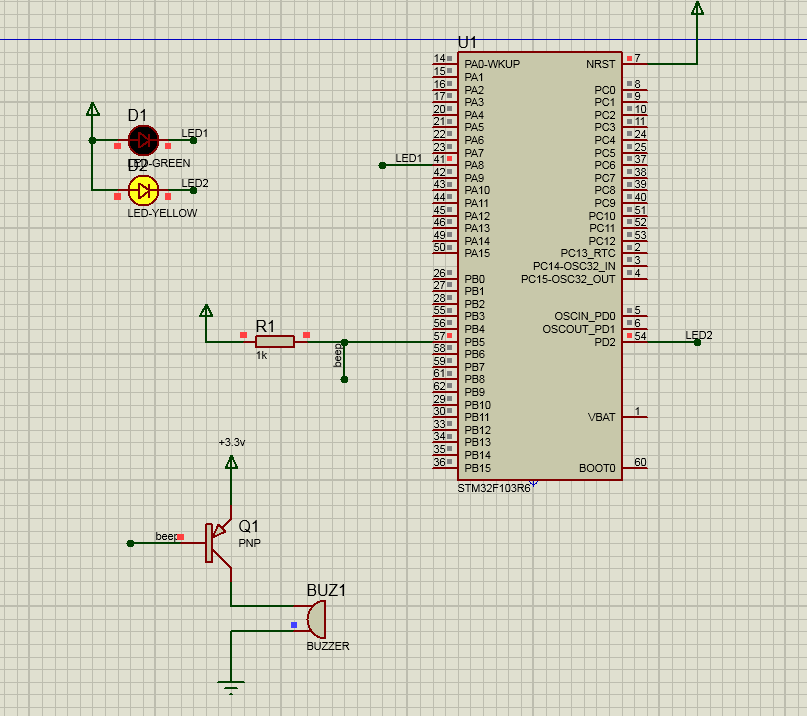 U1
14 PA0-WKUP NRST 7
15 PA1
16 PA2 PC0 8
17 PA3 PC1 9
20 PA4 PC2 10
21 PA5 PC3 11
22 PA6 PC4 24
23 PA7 PC5 25
LED1 41 PA8 PC6 37
42 PA9 PC7 38
43 PA10 PC8 39
44 PA11 PC9 40
45 PA12 PC10 51
46 PA13 PC11 52
49 PA14 PC12 53
50 PA15 PC13_RTC 2
PC14-OSC32_IN 3
26 PB0 PC15-OSC32_OUT 4
27 PB1
28 PB2
55 PB3 OSCIN_PD0 5
56 PB4 OSCOUT_PD1 6
57 PB5 PD2 54 LED2
58 PB6
59 PB7
61 PB8
62 PB9
29 PB10
30 PB11 VBAT 1
33 PB12
34 PB13
35 PB14
36 PB15 BOOT0 60
STM32F103R6
D1
LED1
LED-GREEN
D2
LED2
LED-YELLOW
R1
1k
beep
+3.3v
beep
Q1
PNP
BUZ1
BUZZER